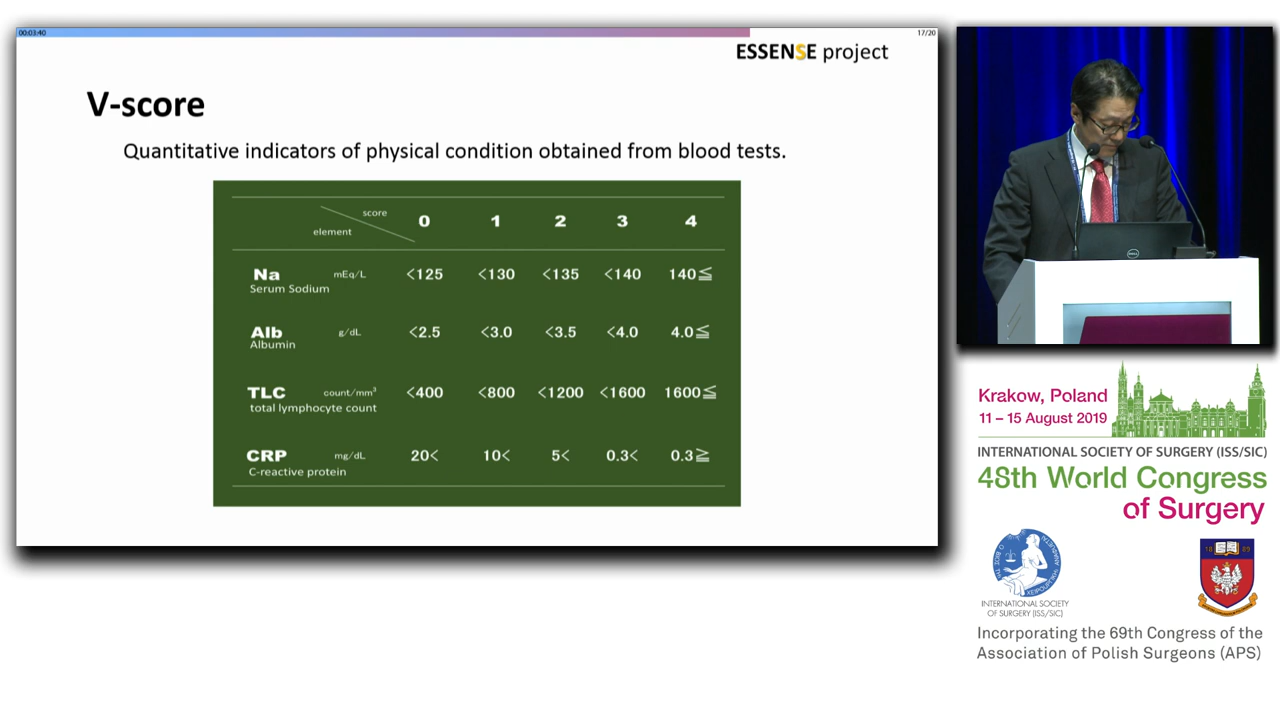 00:03:40
17/20
ESSENSE project
V-score
Quantitative indicators of physical condition obtained from blood tests.
score
element
0 1 2 3 4
Na mEq/L <125 <130 <135 <140 140≦
Serum Sodium
Alb g/dL <2.5 <3.0 <3.5 <4.0 4.0≦
Albumin
TLC count/mm³ <400 <800 <1200 <1600 1600≦
total lymphocyte count
CRP mg/dL 20< 10< 5< 0.3< 0.3≧
C-reactive protein
DELL
Krakow, Poland
11 – 15 August 2019
INTERNATIONAL SOCIETY OF SURGERY (ISS/SIC)
48th World Congress
of Surgery
INTERNATIONAL SOCIETY
OF SURGERY (ISS/SIC)
1889
Incorporating the 69th Congress of the
Association of Polish Surgeons (APS)